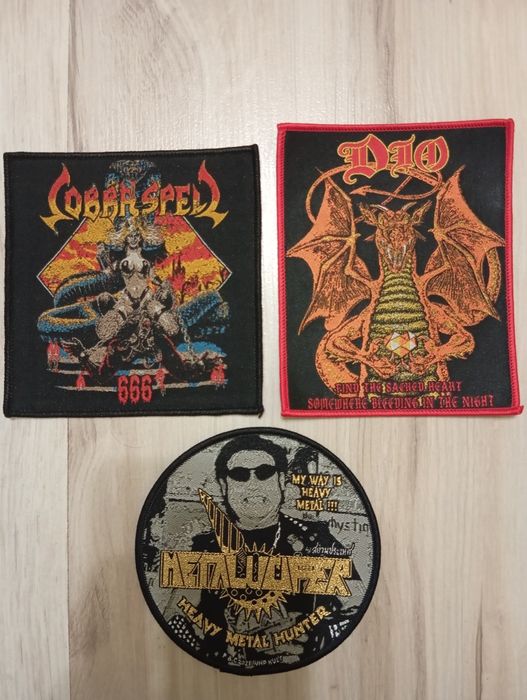 COBRA SPELL
666
DIO
FIND THE SACRED HEART
SOMEWHERE BLEEDING IN THE NIGHT
MY WAY IS
HEAVY
METAL !!!
METALUCIFER
HEAVY METAL HUNTER